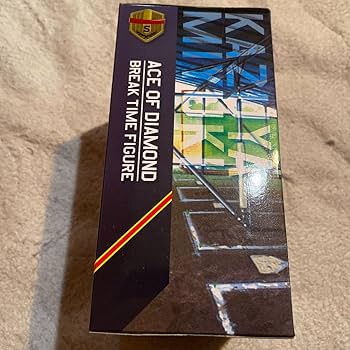 S
ACE OF DIAMOND
BREAK TIME FIGURE
KAZUYA
MIYUKI